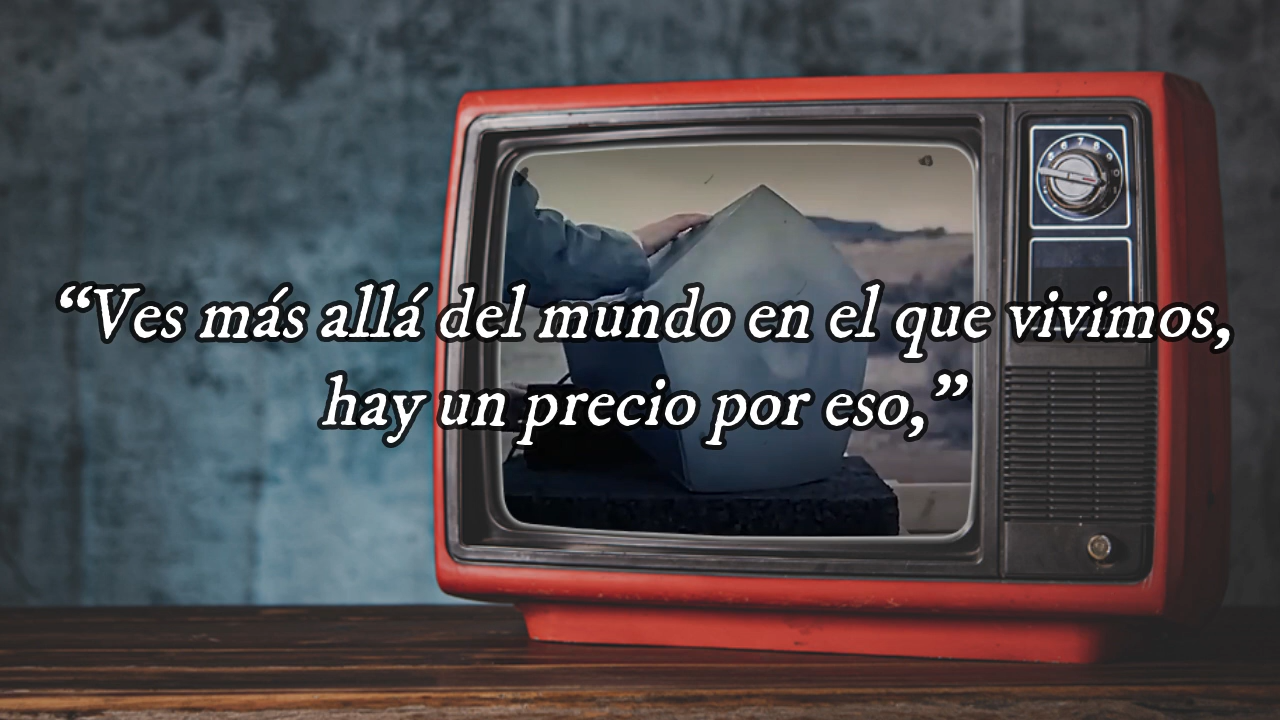 “Ves más allá del mundo en el que vivimos,
hay un precio por eso,”